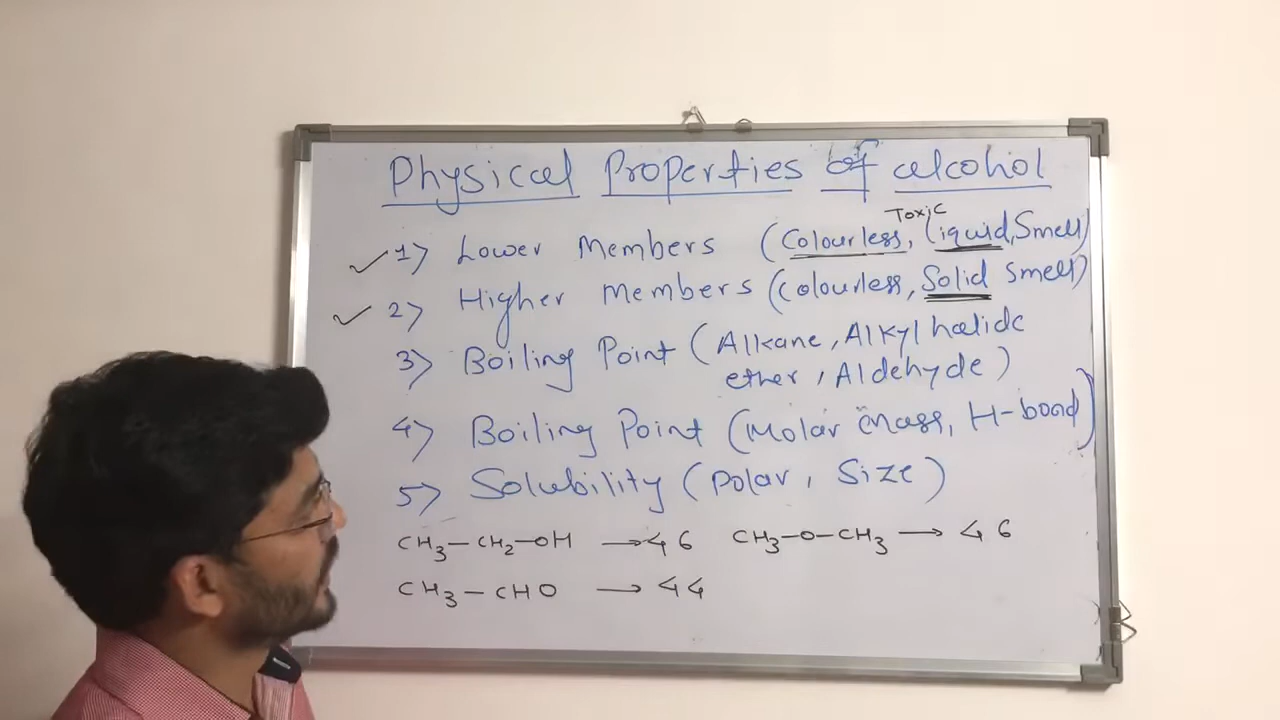 Physical Properties of alcohol
Toxic
✓ 1) Lower Members (Colourless, Liquid, Smell)
✓ 2) Higher Members (Colourless, Solid Smell)
3) Boiling Point (Alkane, Alkyl halide
ether, Aldehyde)
4) Boiling Point (Molar mass, H-bond)
5) Solubility (Polar, Size)
CH₃—CH₂—OH → 46 CH₃—O—CH₃ → 46
CH₃—CHO → 44